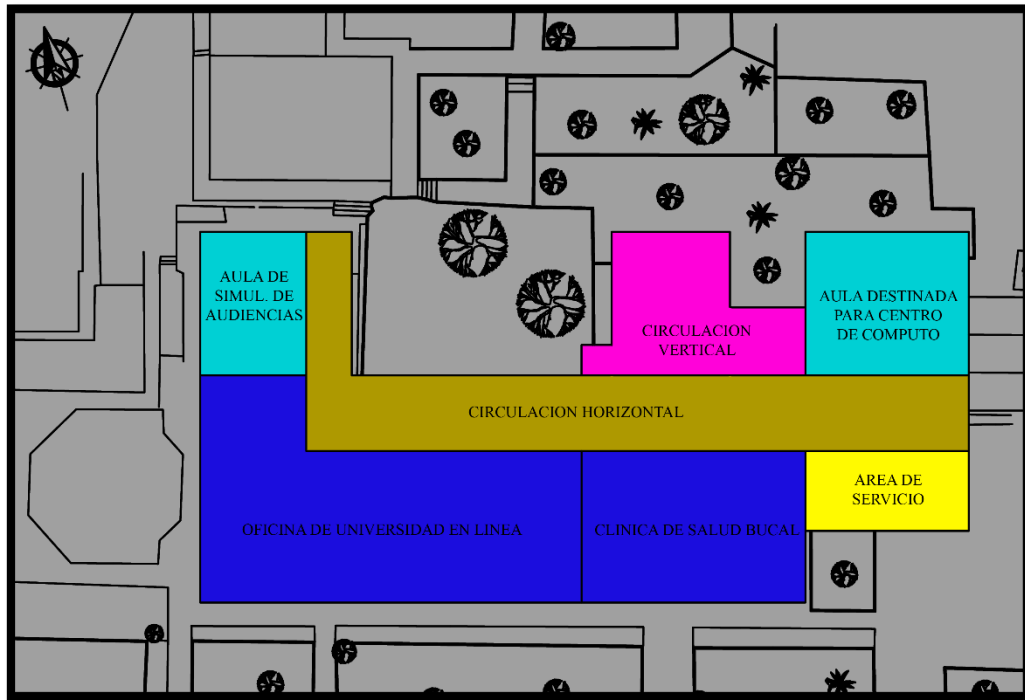 AULA DE
SIMUL. DE
AUDIENCIAS
CIRCULACION
VERTICAL
AULA DESTINADA
PARA CENTRO
DE COMPUTO
CIRCULACION HORIZONTAL
OFICINA DE UNIVERSIDAD EN LINEA
CLINICA DE SALUD BUCAL
AREA DE
SERVICIO